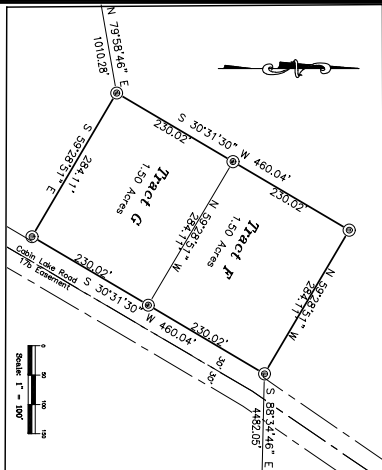 N 79°58'46" E
1010.28'
S 30°31'30" W 460.04'
230.02'
230.02'
N 59°28'51" W
284.11'
Tract F
1.50 Acres
N 59°28'51" W
284.11'
Tract G
1.50 Acres
S 59°28'51" E
284.11'
230.02'
S 30°31'30" W 460.04'
230.02'
Cabin Lake Road
176 Easement
30'
30'
S 88°34'46" E
4482.05'
0 50 100 150
Scale: 1" = 100'